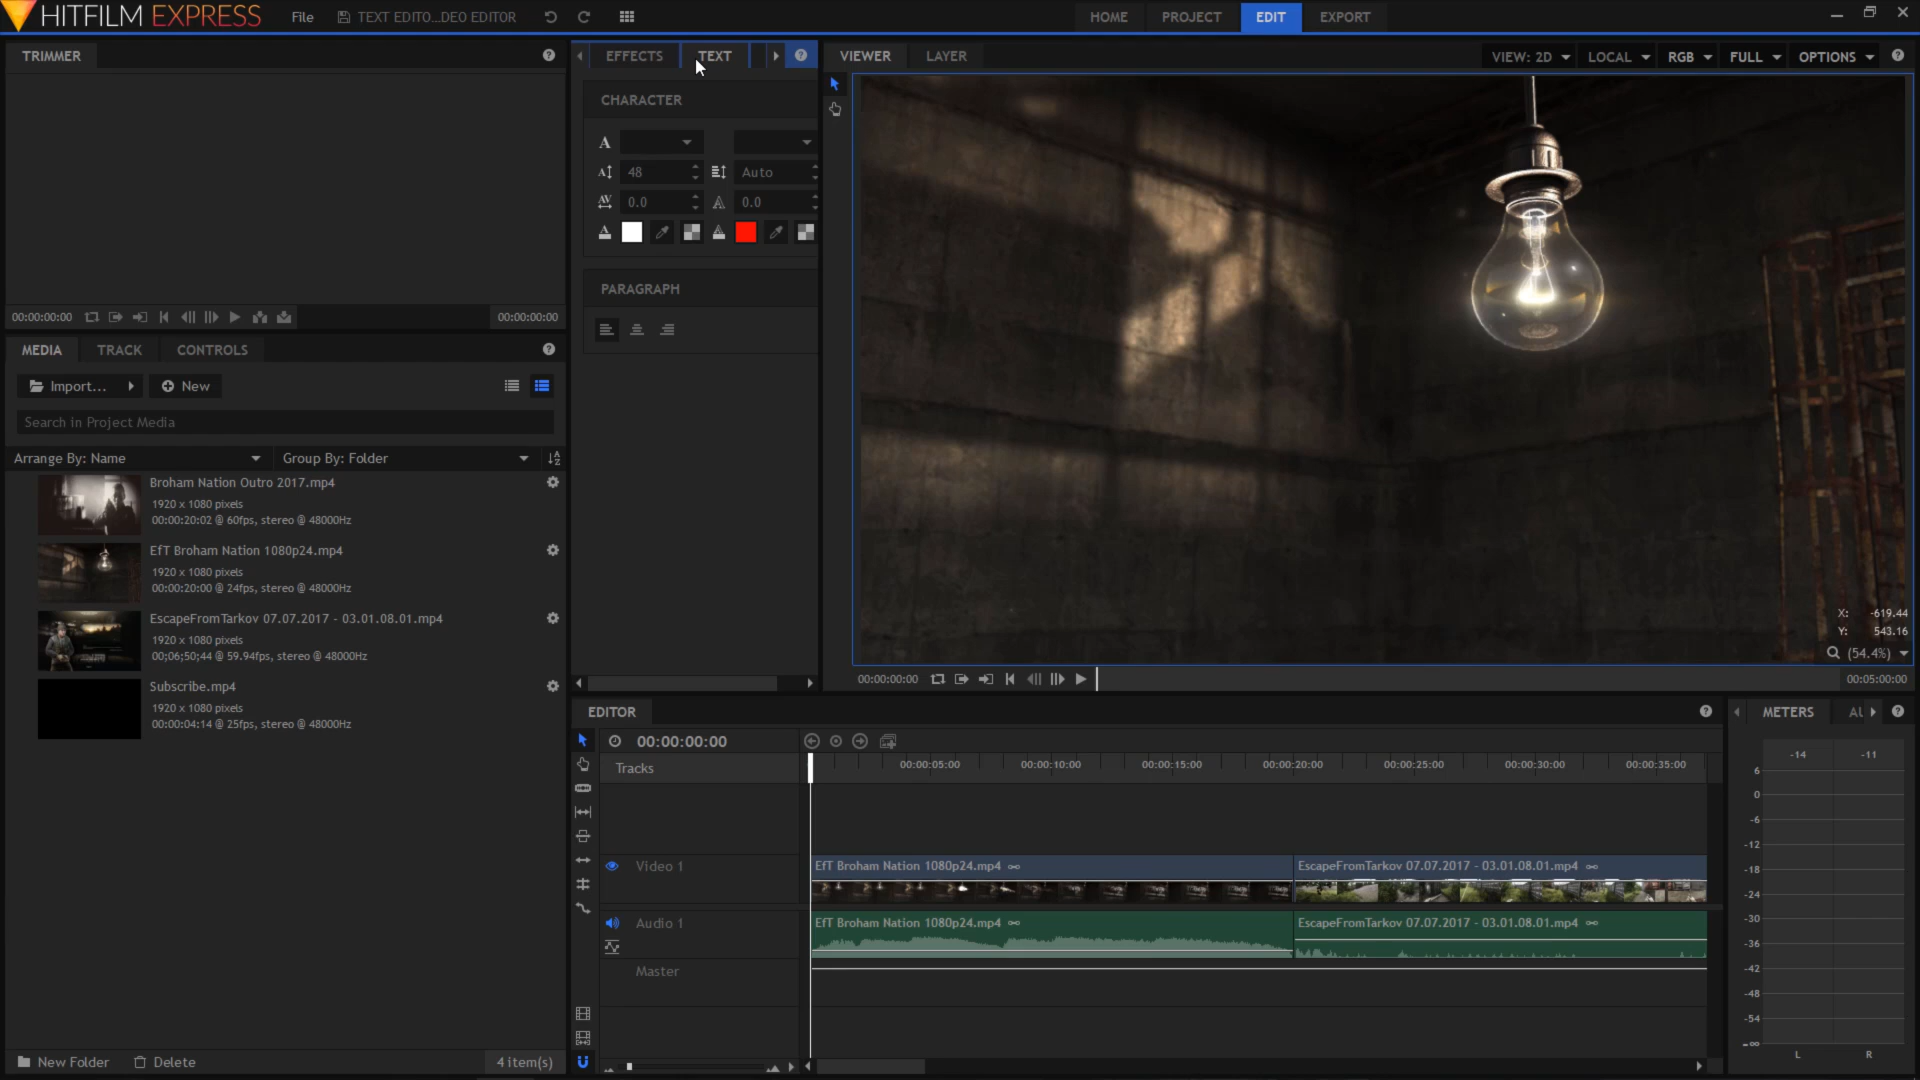 HITFILM EXPRESS
File
TEXT EDITO...DEO EDITOR
HOME
PROJECT
EDIT
EXPORT
TRIMMER
EFFECTS
TEXT
VIEWER
LAYER
VIEW: 2D
LOCAL
RGB
FULL
OPTIONS
CHARACTER
48
Auto
0.0
0.0
PARAGRAPH
00:00:00:00
00:00:00:00
MEDIA
TRACK
CONTROLS
Import...
New
Search in Project Media
Arrange By: Name
Group By: Folder
Broham Nation Outro 2017.mp4
1920 x 1080 pixels
00:00:20:02 @ 60fps, stereo @ 48000Hz
EfT Broham Nation 1080p24.mp4
1920 x 1080 pixels
00:00:20:00 @ 24fps, stereo @ 48000Hz
EscapeFromTarkov 07.07.2017 - 03.01.08.01.mp4
1920 x 1080 pixels
00;06;50;44 @ 59.94fps, stereo @ 48000Hz
Subscribe.mp4
1920 x 1080 pixels
00:00:04:14 @ 25fps, stereo @ 48000Hz
New Folder
Delete
4 item(s)
X: -619.44
Y: 543.16
(54.4%)
00:00:00:00
00:05:00:00
EDITOR
00:00:00:00
Tracks
00:00:05:00
00:00:10:00
00:00:15:00
00:00:20:00
00:00:25:00
00:00:30:00
00:00:35:00
Video 1
EfT Broham Nation 1080p24.mp4
EscapeFromTarkov 07.07.2017 - 03.01.08.01.mp4
Audio 1
EfT Broham Nation 1080p24.mp4
EscapeFromTarkov 07.07.2017 - 03.01.08.01.mp4
Master
METERS
AU
-14
-11
6
0
-6
-12
-18
-24
-30
-36
-42
-48
-54
-∞
L
R